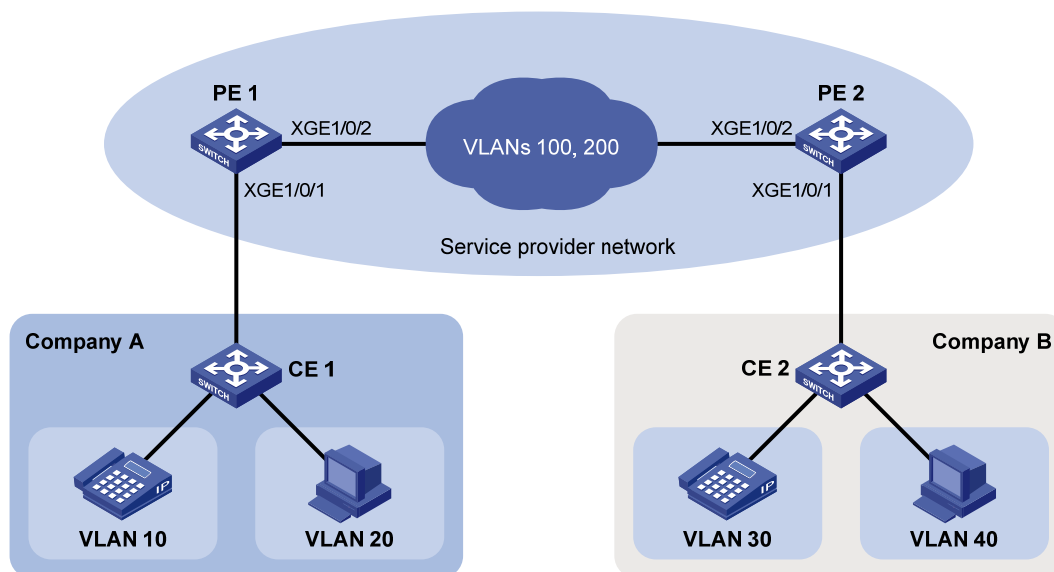 PE 1
PE 2
XGE1/0/2
XGE1/0/2
VLANs 100, 200
SWITCH
SWITCH
XGE1/0/1
XGE1/0/1
Service provider network
Company A
Company B
CE 1
CE 2
SWITCH
SWITCH
IP
IP
VLAN 10
VLAN 20
VLAN 30
VLAN 40